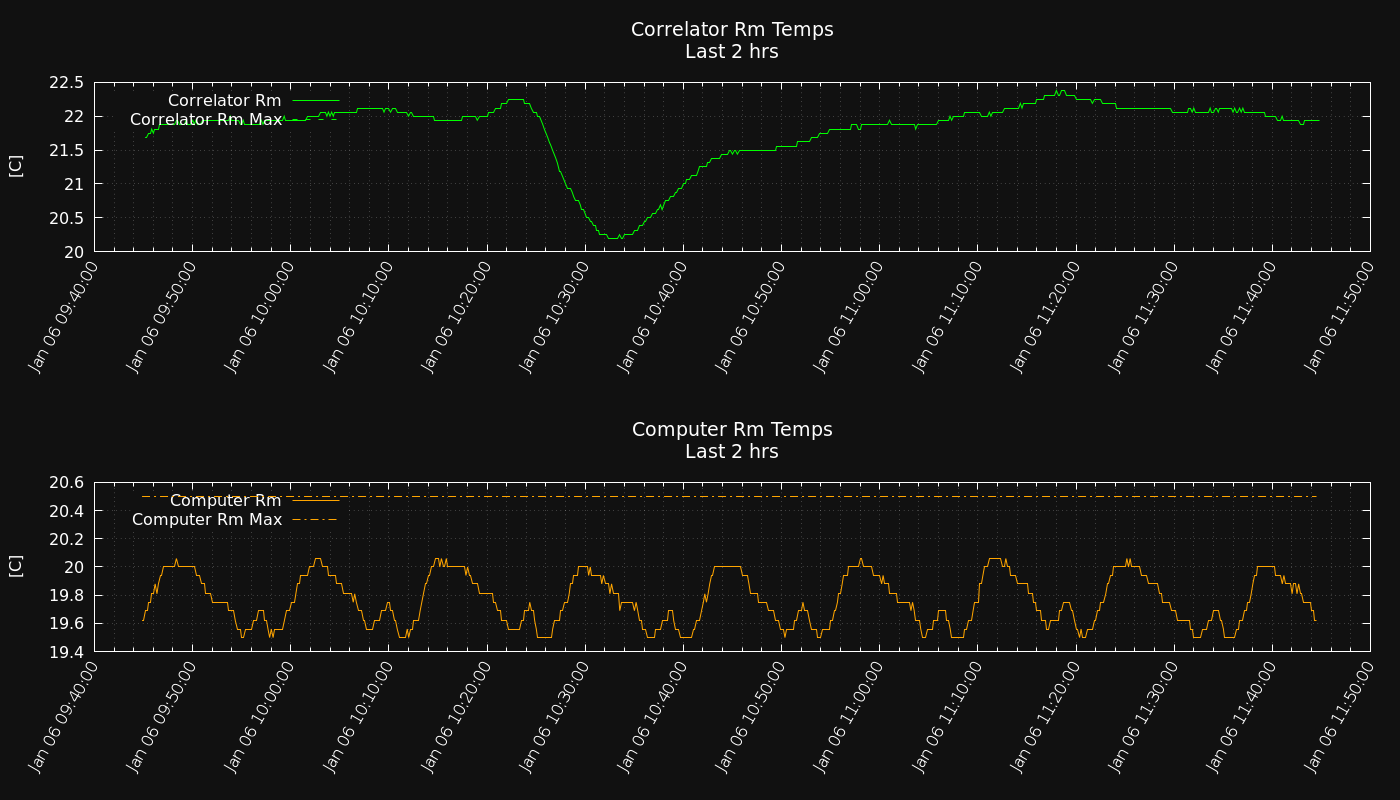 Correlator Rm Temps
Last 2 hrs
22.5
22
21.5
21
20.5
20
[C]
Correlator Rm
Correlator Rm Max
Jan 06 09:40:00
Jan 06 09:50:00
Jan 06 10:00:00
Jan 06 10:10:00
Jan 06 10:20:00
Jan 06 10:30:00
Jan 06 10:40:00
Jan 06 10:50:00
Jan 06 11:00:00
Jan 06 11:10:00
Jan 06 11:20:00
Jan 06 11:30:00
Jan 06 11:40:00
Jan 06 11:50:00
Computer Rm Temps
Last 2 hrs
20.6
20.4
20.2
20
19.8
19.6
19.4
[C]
Computer Rm
Computer Rm Max
Jan 06 09:40:00
Jan 06 09:50:00
Jan 06 10:00:00
Jan 06 10:10:00
Jan 06 10:20:00
Jan 06 10:30:00
Jan 06 10:40:00
Jan 06 10:50:00
Jan 06 11:00:00
Jan 06 11:10:00
Jan 06 11:20:00
Jan 06 11:30:00
Jan 06 11:40:00
Jan 06 11:50:00